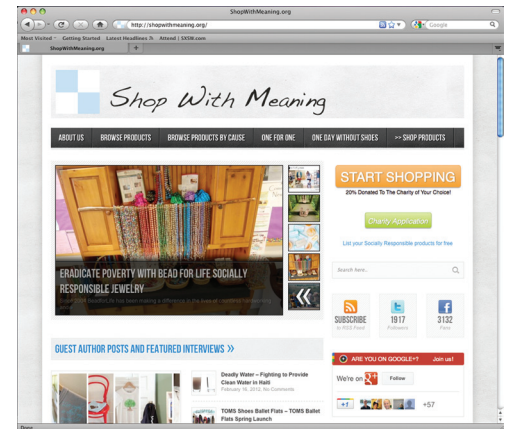 ShopWithMeaning.org
http://shopwithmeaning.org/
Google
Most Visited Getting Started Latest Headlines Attend | SXSW.com
ShopWithMeaning.org
Shop With Meaning
ABOUT US BROWSE PRODUCTS BROWSE PRODUCTS BY CAUSE ONE FOR ONE ONE DAY WITHOUT SHOES >> SHOP PRODUCTS
START SHOPPING
20% Donated To The Charity of Your Choice!
Charity Application
List your Socially Responsible products for free
Search here..
ERADICATE POVERTY WITH BEAD FOR LIFE SOCIALLY
RESPONSIBLE JEWELRY
SUBSCRIBE
to RSS Feed
1917
Followers
3132
Fans
GUEST AUTHOR POSTS AND FEATURED INTERVIEWS >>
Deadly Water – Fighting to Provide
Clean Water in Haiti
February 16, 2012, No Comments
TOMS Shoes Ballet Flats – TOMS Ballet
Flats Spring Launch
ARE YOU ON GOOGLE+? Join us!
We're on g+ Follow
+1 +57
Done